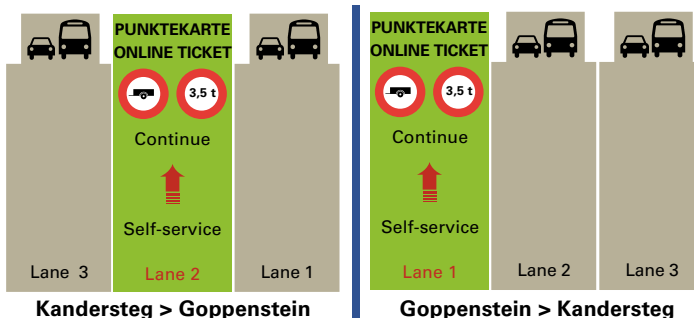 PUNKTEKARTE
ONLINE TICKET
3,5 t
Continue
Self-service
Lane 3
Lane 2
Lane 1
Kandersteg > Goppenstein
PUNKTEKARTE
ONLINE TICKET
3,5 t
Continue
Self-service
Lane 1
Lane 2
Lane 3
Goppenstein > Kandersteg